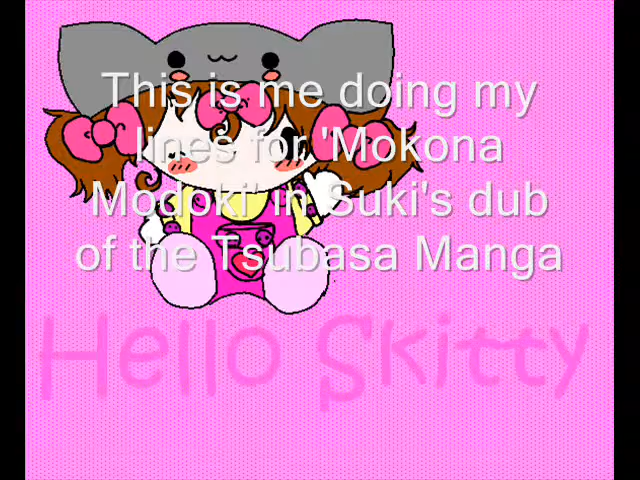 This is me doing my
lines for 'Mokona
Modoki' in Suki's dub
of the Tsubasa Manga
Hello Skitty